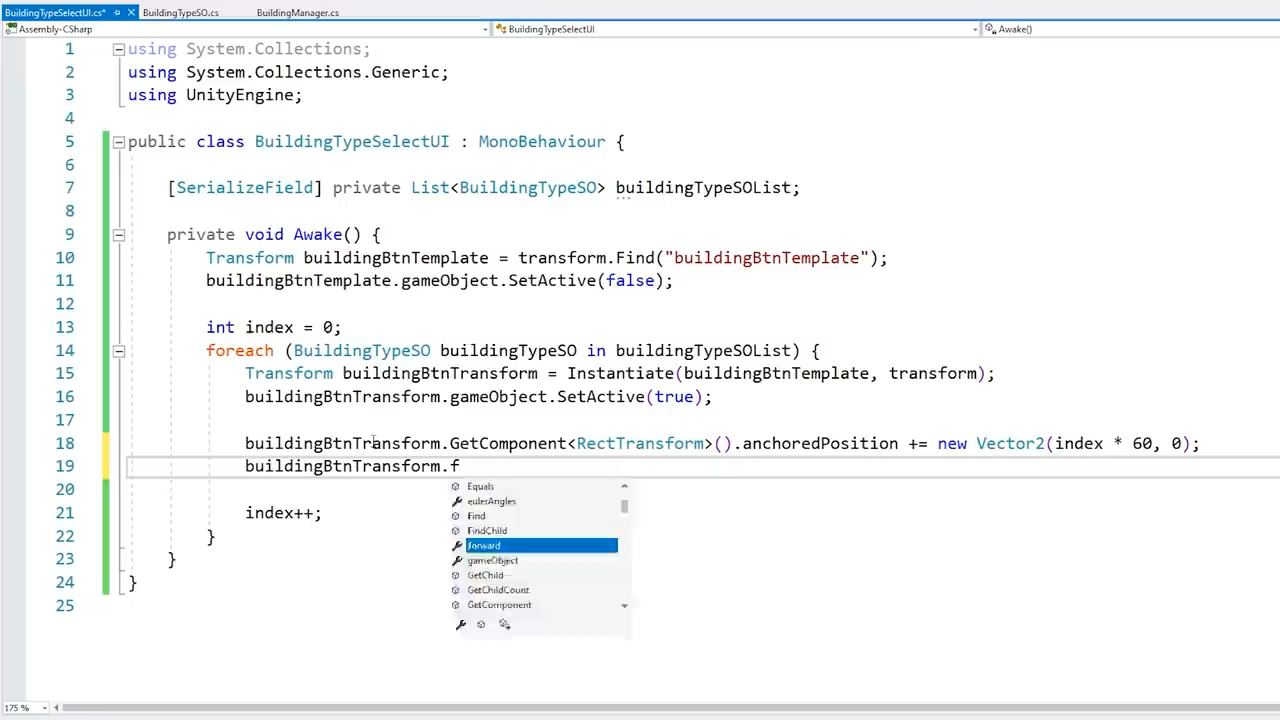 BuildingTypeSelectUI.cs* BuildingTypeSO.cs BuildingManager.cs
Assembly-CSharp BuildingTypeSelectUI Awake()
1 using System.Collections;
2 using System.Collections.Generic;
3 using UnityEngine;
4
5 public class BuildingTypeSelectUI : MonoBehaviour {
6
7 [SerializeField] private List<BuildingTypeSO> buildingTypeSOList;
8
9 private void Awake() {
10 Transform buildingBtnTemplate = transform.Find("buildingBtnTemplate");
11 buildingBtnTemplate.gameObject.SetActive(false);
12
13 int index = 0;
14 foreach (BuildingTypeSO buildingTypeSO in buildingTypeSOList) {
15 Transform buildingBtnTransform = Instantiate(buildingBtnTemplate, transform);
16 buildingBtnTransform.gameObject.SetActive(true);
17
18 buildingBtnTransform.GetComponent<RectTransform>().anchoredPosition += new Vector2(index * 60, 0);
19 buildingBtnTransform.f
Equals
20
eulerAngles
21 index++;
Find
FindChild
22 }
forward
23 }
gameObject
GetChild
24 }
GetChildCount
25
GetComponent
175 %